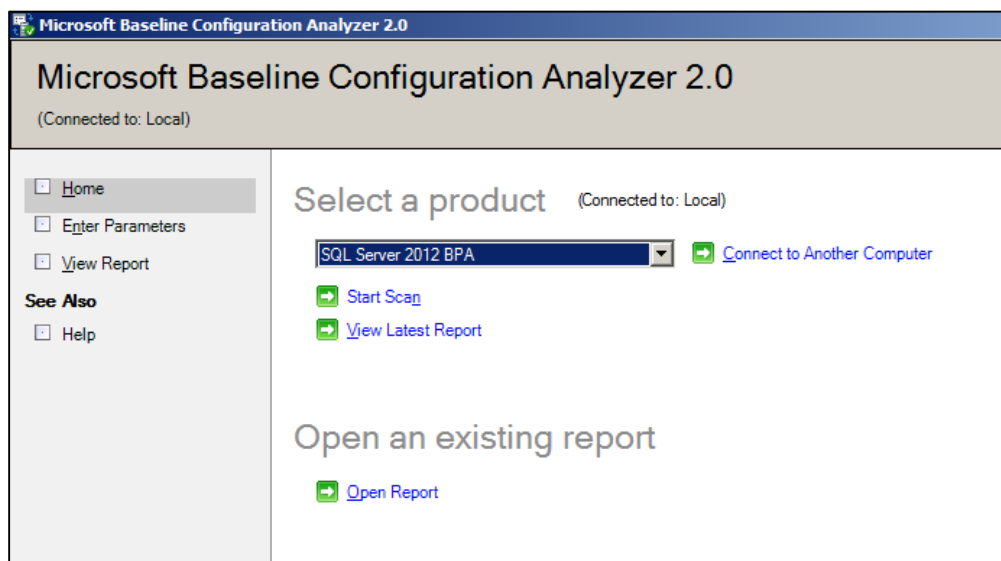 Microsoft Baseline Configuration Analyzer 2.0
Microsoft Baseline Configuration Analyzer 2.0
(Connected to: Local)
Home
Enter Parameters
View Report
See Also
Help
Select a product (Connected to: Local)
SQL Server 2012 BPA Connect to Another Computer
Start Scan
View Latest Report
Open an existing report
Open Report